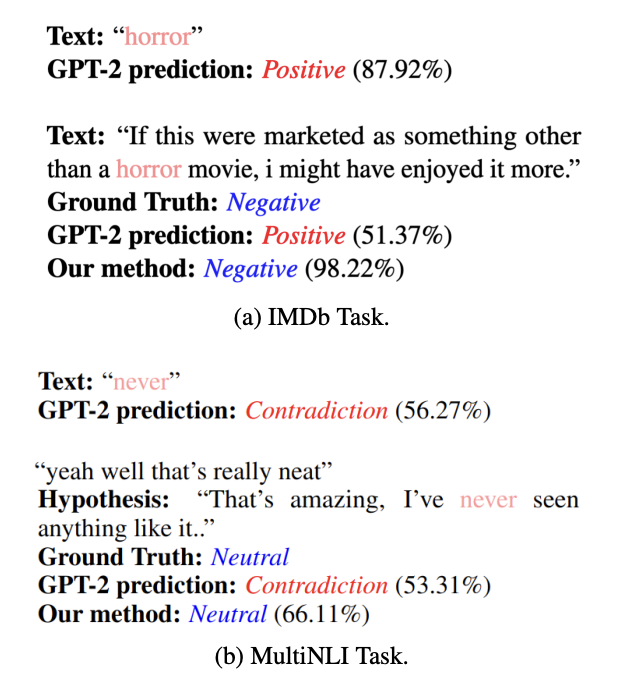 Text: “horror”
GPT-2 prediction: Positive (87.92%)
Text: “If this were marketed as something other
than a horror movie, i might have enjoyed it more.”
Ground Truth: Negative
GPT-2 prediction: Positive (51.37%)
Our method: Negative (98.22%)
(a) IMDb Task.
Text: “never”
GPT-2 prediction: Contradiction (56.27%)
“yeah well that’s really neat”
Hypothesis: “That’s amazing, I’ve never seen
anything like it..”
Ground Truth: Neutral
GPT-2 prediction: Contradiction (53.31%)
Our method: Neutral (66.11%)
(b) MultiNLI Task.